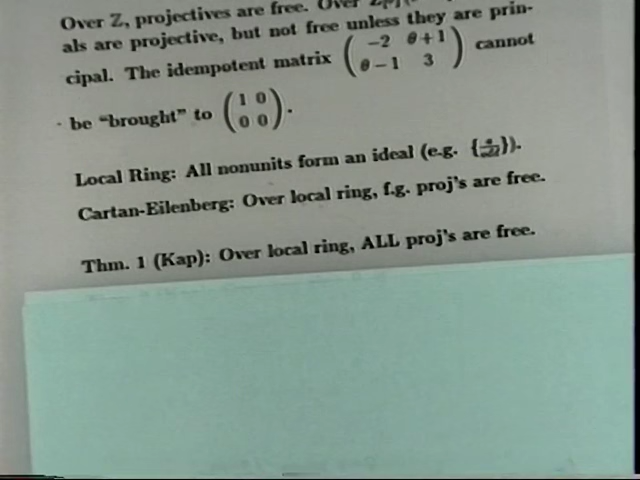 Over ℤ, projectives are free. Over
als are projective, but not free unless they are prin-
cipal. The idempotent matrix ( -2 θ+1 ; θ-1 3 ) cannot
be “brought” to ( 1 0 ; 0 0 ).
Local Ring: All nonunits form an ideal (e.g.
Cartan-Eilenberg: Over local ring, f.g. proj's are free.
Thm. 1 (Kap): Over local ring, ALL proj's are free.